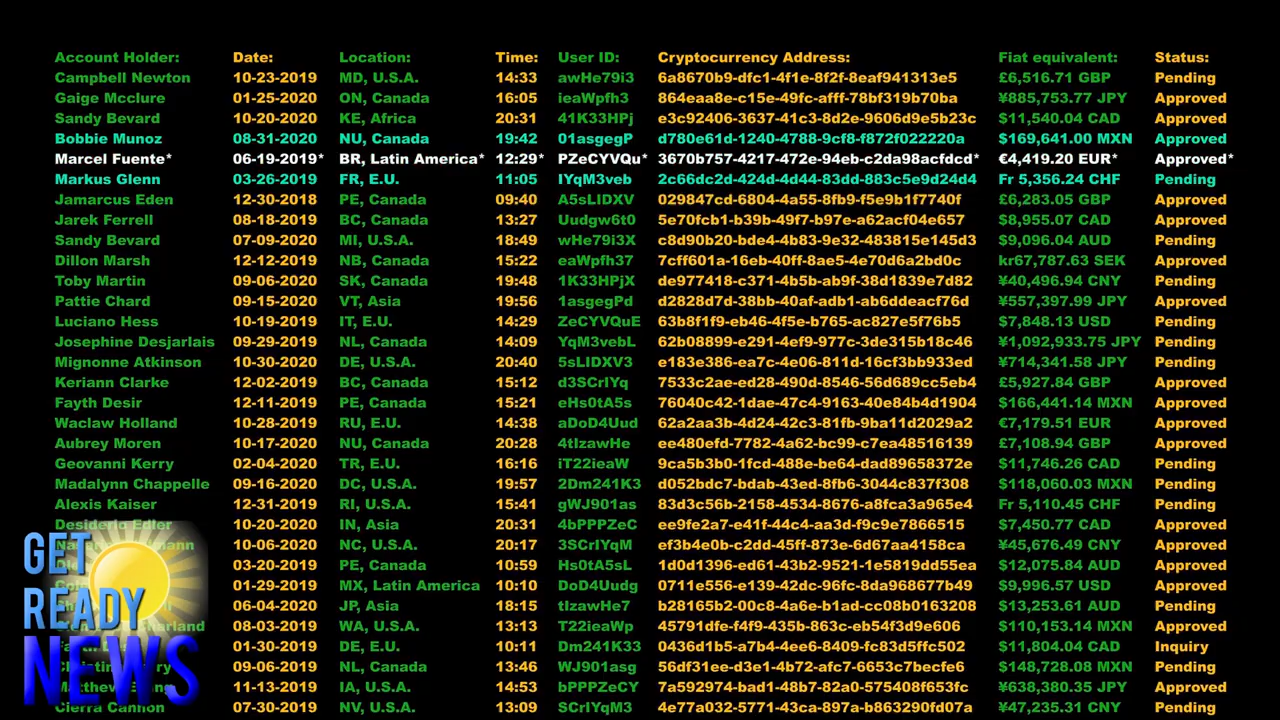 Account Holder: Date: Location: Time: User ID: Cryptocurrency Address: Fiat equivalent: Status:
Campbell Newton 10-23-2019 MD, U.S.A. 14:33 awHe79i3 6a8670b9-dfc1-4f1e-8f2f-8eaf941313e5 £6,516.71 GBP Pending
Gaige Mcclure 01-25-2020 ON, Canada 16:05 ieaWpfh3 864eaa8e-c15e-49fc-afff-78bf319b70ba ¥885,753.77 JPY Approved
Sandy Bevard 10-20-2020 KE, Africa 20:31 41K33HPj e3c92406-3637-41c3-8d2e-9606d9e5b23c $11,540.04 CAD Approved
Bobbie Munoz 08-31-2020 NU, Canada 19:42 01asgegP d780e61d-1240-4788-9cf8-f872f022220a $169,641.00 MXN Approved
Marcel Fuente* 06-19-2019* BR, Latin America* 12:29* PZeCYVQu* 3670b757-4217-472e-94eb-c2da98acfdcd* €4,419.20 EUR* Approved*
Markus Glenn 03-26-2019 FR, E.U. 11:05 IYqM3veb 2c66dc2d-424d-4d44-83dd-883c5e9d24d4 Fr 5,356.24 CHF Pending
Jamarcus Eden 12-30-2018 PE, Canada 09:40 A5sLIDXV 029847cd-6804-4a55-8fb9-f5e9b1f7740f £6,283.05 GBP Approved
Jarek Ferrell 08-18-2019 BC, Canada 13:27 Uudgw6t0 5e70fcb1-b39b-49f7-b97e-a62acf04e657 $8,955.07 CAD Approved
Sandy Bevard 07-09-2020 MI, U.S.A. 18:49 wHe79i3X c8d90b20-bde4-4b83-9e32-483815e145d3 $9,096.04 AUD Pending
Dillon Marsh 12-12-2019 NB, Canada 15:22 eaWpfh37 7cff601a-16eb-40ff-8ae5-4e70d6a2bd0c kr67,787.63 SEK Approved
Toby Martin 09-06-2020 SK, Canada 19:48 1K33HPjX de977418-c371-4b5b-ab9f-38d1839e7d82 ¥40,496.94 CNY Pending
Pattie Chard 09-15-2020 VT, Asia 19:56 1asgegPd d2828d7d-38bb-40af-adb1-ab6ddeacf76d ¥557,397.99 JPY Approved
Luciano Hess 10-19-2019 IT, E.U. 14:29 ZeCYVQuE 63b8f1f9-eb46-4f5e-b765-ac827e5f76b5 $7,848.13 USD Pending
Josephine Desjarlais 09-29-2019 NL, Canada 14:09 YqM3vebL 62b08899-e291-4ef9-977c-3de315b18c46 ¥1,092,933.75 JPY Pending
Mignonne Atkinson 10-30-2020 DE, U.S.A. 20:40 5sLIDXV3 e183e386-ea7c-4e06-811d-16cf3bb933ed ¥714,341.58 JPY Pending
Keriann Clarke 12-02-2019 BC, Canada 15:12 d3SCrIYq 7533c2ae-ed28-490d-8546-56d689cc5eb4 £5,927.84 GBP Approved
Fayth Desir 12-11-2019 PE, Canada 15:21 eHs0tA5s 76040c42-1dae-47c4-9163-40e84b4d1904 $166,441.14 MXN Approved
Waclaw Holland 10-28-2019 RU, E.U. 14:38 aDoD4Uud 62a2aa3b-4d24-42c3-81fb-9ba11d2029a2 €7,179.51 EUR Approved
Aubrey Moren 10-17-2020 NU, Canada 20:28 4tIzawHe ee480efd-7782-4a62-bc99-c7ea48516139 £7,108.94 GBP Approved
Geovanni Kerry 02-04-2020 TR, E.U. 16:16 iT22ieaW 9ca5b3b0-1fcd-488e-be64-dad89658372e $11,746.26 CAD Pending
Madalynn Chappelle 09-16-2020 DC, U.S.A. 19:57 2Dm241K3 d052bdc7-bdab-43ed-8fb6-3044c837f308 $118,060.03 MXN Pending
Alexis Kaiser 12-31-2019 RI, U.S.A. 15:41 gWJ901as 83d3c56b-2158-4534-8676-a8fca3a965e4 Fr 5,110.45 CHF Pending
Desiderio Edler 10-20-2020 IN, Asia 20:31 4bPPPZeC ee9fe2a7-e41f-44c4-aa3d-f9c9e7866515 $7,450.77 CAD Approved
10-06-2020 NC, U.S.A. 20:17 3SCrIYqM ef3b4e0b-c2dd-45ff-873e-6d67aa4158ca ¥45,676.49 CNY Approved
03-20-2019 PE, Canada 10:59 Hs0tA5sL 1d0d1396-ed61-43b2-9521-1e5819dd55ea $12,075.84 AUD Pending
01-29-2019 MX, Latin America 10:10 DoD4Uudg 0711e556-e139-42dc-96fc-8da968677b49 $9,996.57 USD Approved
06-04-2020 JP, Asia 18:15 tIzawHe7 b28165b2-00c8-4a6e-b1ad-cc08b0163208 $13,253.61 AUD Pending
08-03-2019 WA, U.S.A. 13:13 T22ieaWp 45791dfe-f4f9-435b-863c-eb54f3d9e606 $110,153.14 MXN Approved
01-30-2019 DE, E.U. 10:11 Dm241K33 0436d1b5-a7b4-4ee6-8409-fc83d5ffc502 $11,804.04 CAD Inquiry
09-06-2019 NL, Canada 13:46 WJ901asg 56df31ee-d3e1-4b72-afc7-6653c7becfe6 $148,728.08 MXN Pending
11-13-2019 IA, U.S.A. 14:53 bPPPZeCY 7a592974-bad1-48b7-82a0-575408f653fc ¥638,380.35 JPY Approved
Cierra Cannon 07-30-2019 NV, U.S.A. 13:09 SCrIYqM3 4e77a032-5771-43ca-897a-b863290fd07a ¥47,235.31 CNY Pending
GET
READY
NEWS